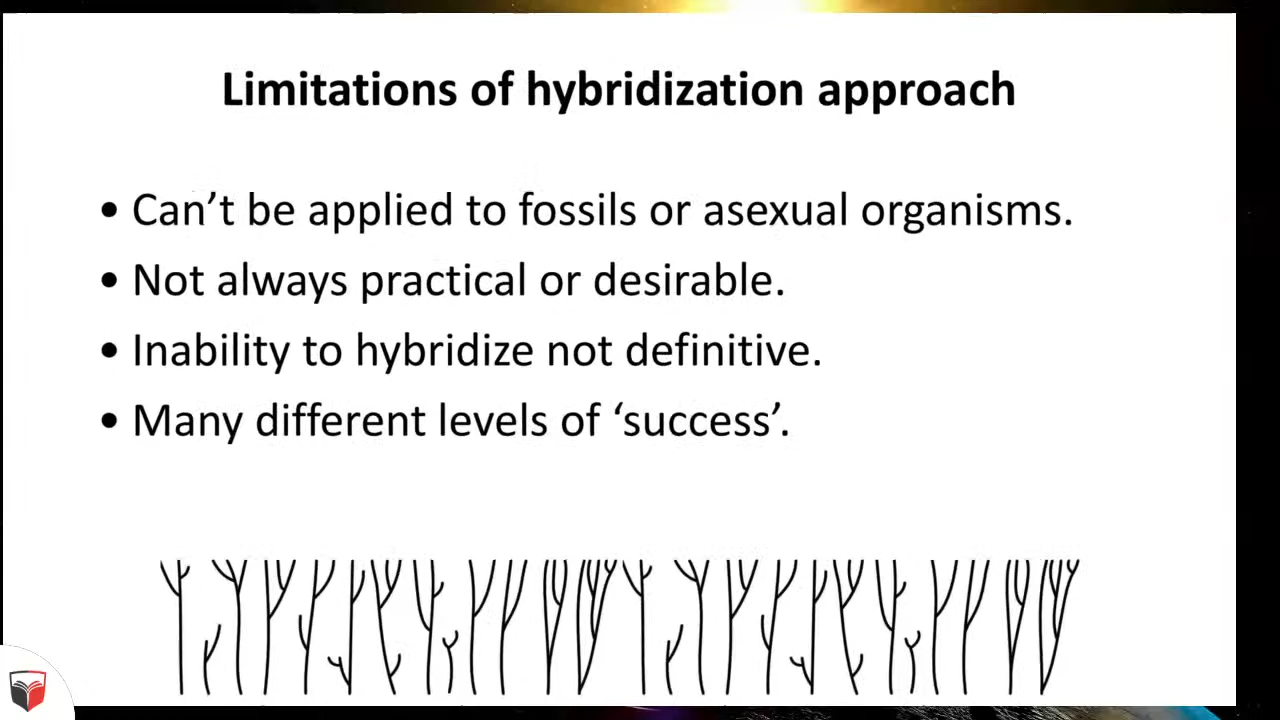 Limitations of hybridization approach
• Can’t be applied to fossils or asexual organisms.
• Not always practical or desirable.
• Inability to hybridize not definitive.
• Many different levels of ‘success’.